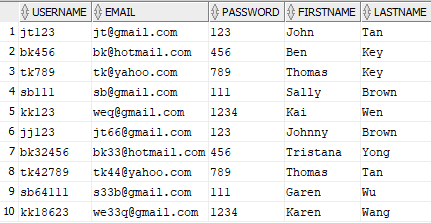 USERNAME EMAIL PASSWORD FIRSTNAME LASTNAME
1 jt123 jt@gmail.com 123 John Tan
2 bk456 bk@hotmail.com 456 Ben Key
3 tk789 tk@yahoo.com 789 Thomas Key
4 sb111 sb@gmail.com 111 Sally Brown
5 kk123 weq@gmail.com 1234 Kai Wen
6 jj123 jt66@gmail.com 123 Johnny Brown
7 bk32456 bk33@hotmail.com 456 Tristana Yong
8 tk42789 tk44@yahoo.com 789 Thomas Tan
9 sb64111 s33b@gmail.com 111 Garen Wu
10 kk18623 we33q@gmail.com 1234 Karen Wang